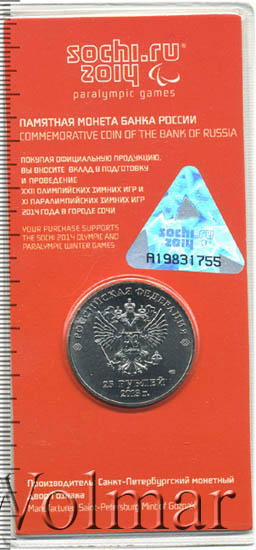 sochi.ru
2014
paralympic games
ПАМЯТНАЯ МОНЕТА БАНКА РОССИИ
COMMEMORATIVE COIN OF THE BANK OF RUSSIA
ПОКУПАЯ ОФИЦИАЛЬНУЮ ПРОДУКЦИЮ,
ВЫ ВНОСИТЕ ВКЛАД В ПОДГОТОВКУ
И ПРОВЕДЕНИЕ
XXII ОЛИМПИЙСКИХ ЗИМНИХ ИГР И
XI ПАРАЛИМПИЙСКИХ ЗИМНИХ ИГР
2014 ГОДА В ГОРОДЕ СОЧИ
YOUR PURCHASE SUPPORTS
THE SOCHI 2014 OLYMPIC AND
PARALYMPIC WINTER GAMES
sochi.ru
2014
A19831755
РОССИЙСКАЯ ФЕДЕРАЦИЯ
25 РУБЛЕЙ
2013 г.
Производитель: Санкт-Петербургский монетный
двор Гознака
Manufacturer: Saint-Petersburg Mint of Goznak
Volmar